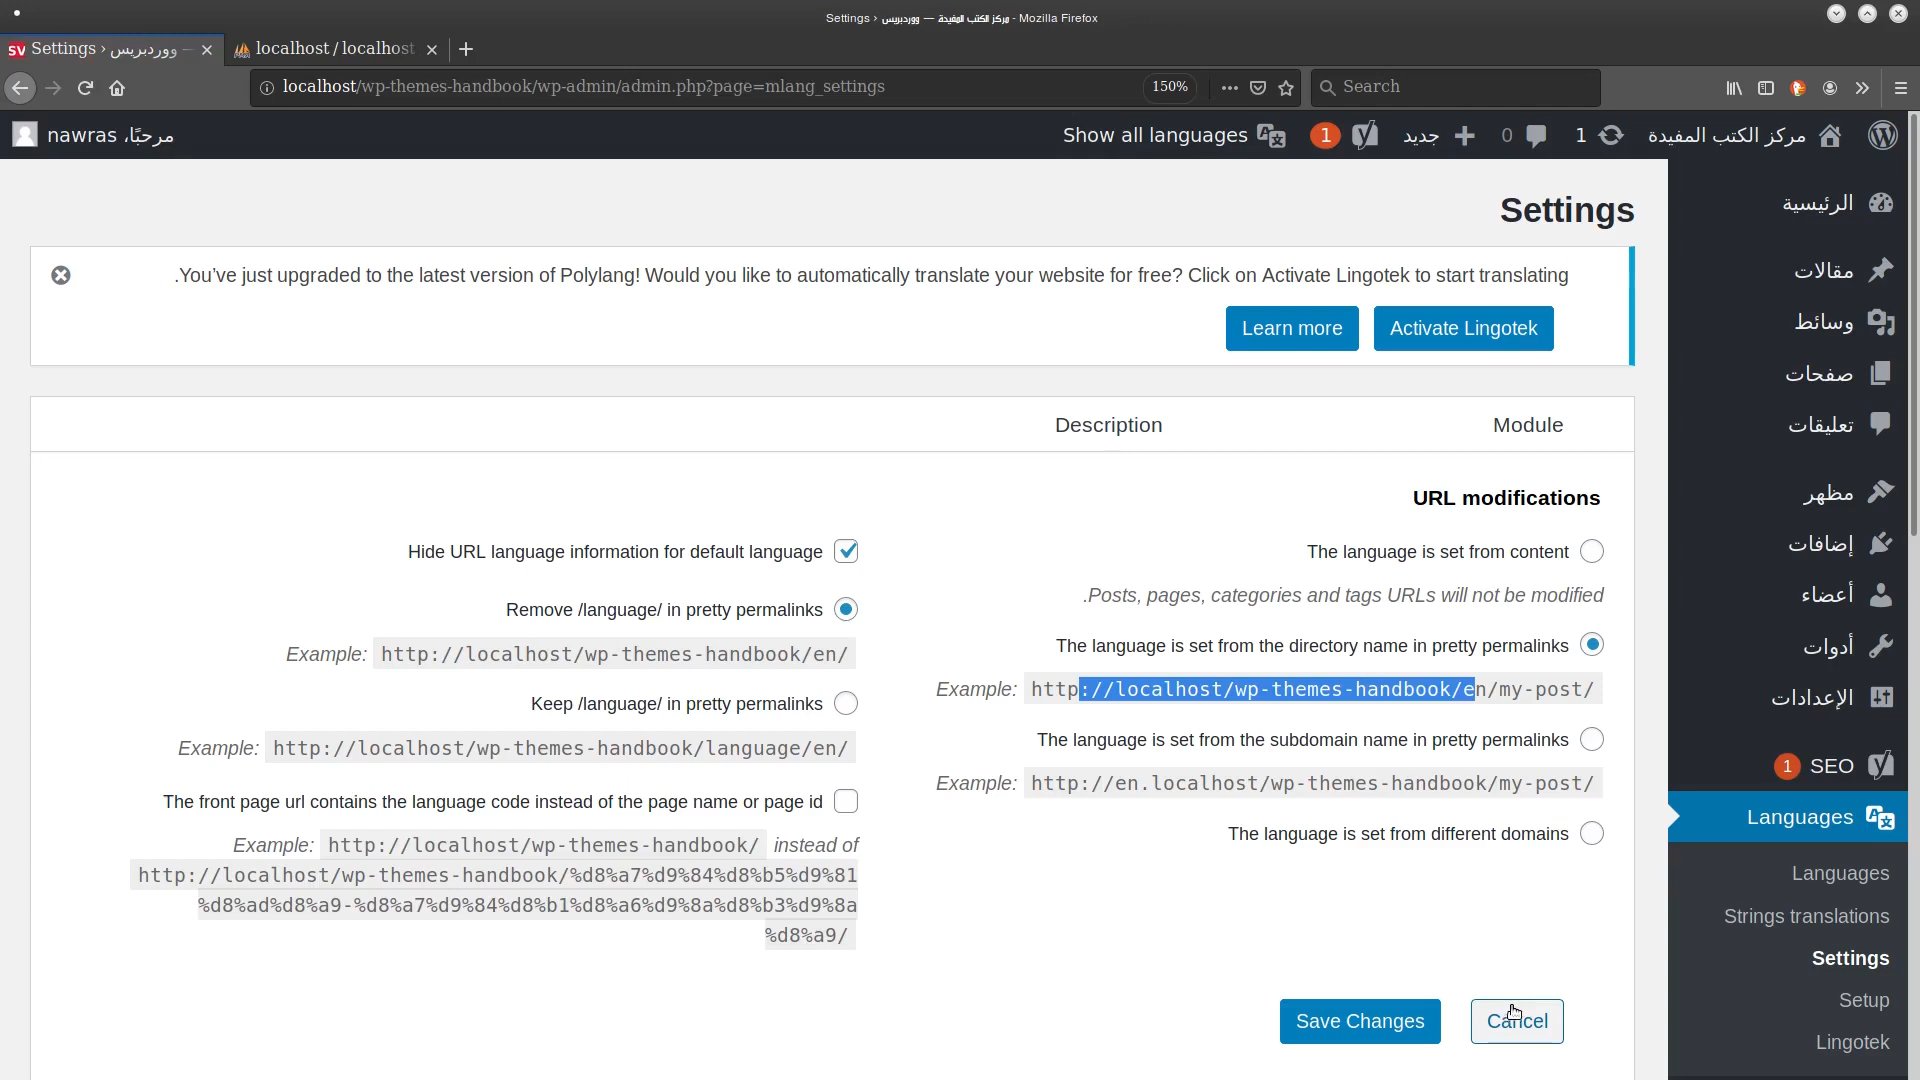 Settings › مركز الكتب المفيدة — ووردبريس - Mozilla Firefox
Settings › ووردبريس —
localhost / localhost
localhost/wp-themes-handbook/wp-admin/admin.php?page=mlang_settings
150%
Search
مركز الكتب المفيدة
1
0
جديد
1
Show all languages
مرحبًا، nawras
الرئيسية
مقالات
وسائط
صفحات
تعليقات
مظهر
إضافات
أعضاء
أدوات
الإعدادات
SEO 1
Languages
Languages
Strings translations
Settings
Setup
Lingotek
Settings
.You’ve just upgraded to the latest version of Polylang! Would you like to automatically translate your website for free? Click on Activate Lingotek to start translating
Activate Lingotek
Learn more
Module
Description
URL modifications
The language is set from content
.Posts, pages, categories and tags URLs will not be modified
The language is set from the directory name in pretty permalinks
Example: http://localhost/wp-themes-handbook/en/my-post/
The language is set from the subdomain name in pretty permalinks
Example: http://en.localhost/wp-themes-handbook/my-post/
The language is set from different domains
Hide URL language information for default language
Remove /language/ in pretty permalinks
Example: http://localhost/wp-themes-handbook/en/
Keep /language/ in pretty permalinks
Example: http://localhost/wp-themes-handbook/language/en/
The front page url contains the language code instead of the page name or page id
Example: http://localhost/wp-themes-handbook/ instead of
http://localhost/wp-themes-handbook/%d8%a7%d9%84%d8%b5%d9%81
%d8%ad%d8%a9-%d8%a7%d9%84%d8%b1%d8%a6%d9%8a%d8%b3%d9%8a
%d8%a9/
Cancel
Save Changes